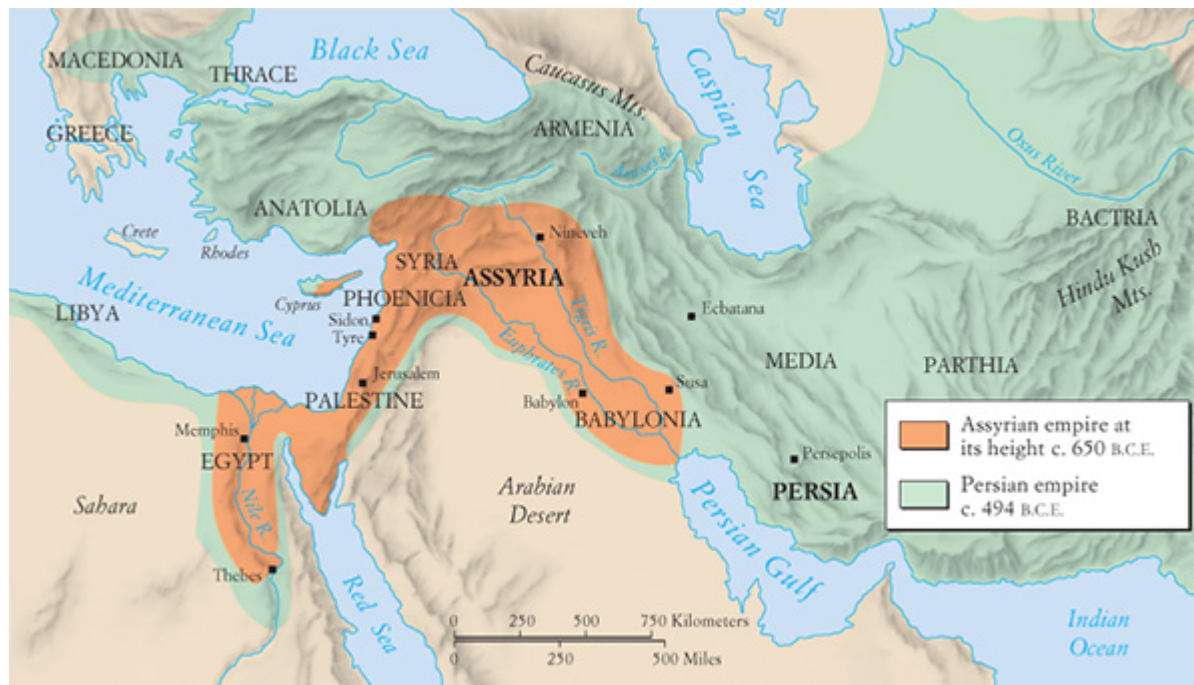 Black Sea
MACEDONIA
THRACE
Caucasus Mts.
Caspian
Sea
GREECE
ARMENIA
Araxes R.
Oxus River
ANATOLIA
BACTRIA
Crete
Rhodes
Nineveh
Hindu Kush
Mts.
SYRIA
ASSYRIA
Mediterranean Sea
Cyprus
PHOENICIA
LIBYA
Sidon
Tyre
Tigris R.
Ecbatana
Euphrates R.
MEDIA
PARTHIA
Jerusalem
Susa
PALESTINE
Babylon
BABYLONIA
Memphis
EGYPT
Persepolis
PERSIA
Assyrian empire at
its height c. 650 B.C.E.
Persian empire
c. 494 B.C.E.
Sahara
Nile R.
Arabian
Desert
Persian Gulf
Thebes
Red Sea
0 250 500 750 Kilometers
0 250 500 Miles
Indian
Ocean